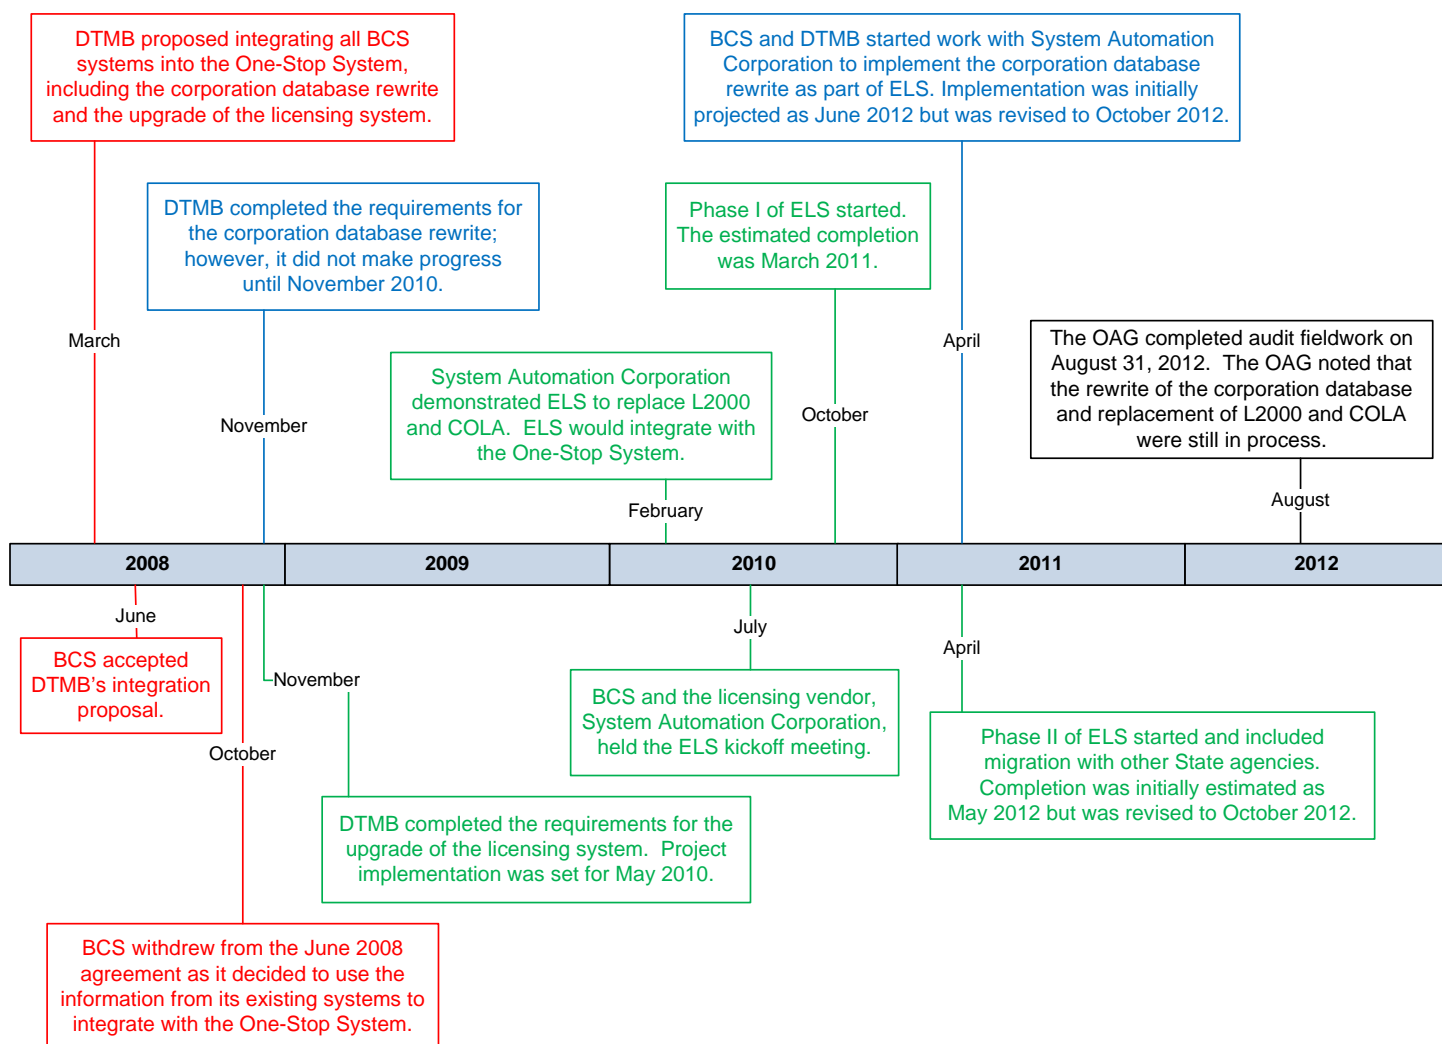 DTMB proposed integrating all BCS
systems into the One-Stop System,
including the corporation database rewrite
and the upgrade of the licensing system.
BCS and DTMB started work with System Automation
Corporation to implement the corporation database
rewrite as part of ELS. Implementation was initially
projected as June 2012 but was revised to October 2012.
DTMB completed the requirements for
the corporation database rewrite;
however, it did not make progress
until November 2010.
Phase I of ELS started.
The estimated completion
was March 2011.
March
April
The OAG completed audit fieldwork on
August 31, 2012.  The OAG noted that
the rewrite of the corporation database
and replacement of L2000 and COLA
were still in process.
System Automation Corporation
demonstrated ELS to replace L2000
and COLA.  ELS would integrate with
the One-Stop System.
November
October
February
August
2008
2009
2010
2011
2012
June
July
April
BCS accepted
DTMB's integration
proposal.
November
October
BCS and the licensing vendor,
System Automation Corporation,
held the ELS kickoff meeting.
Phase II of ELS started and included
migration with other State agencies.
Completion was initially estimated as
May 2012 but was revised to October 2012.
DTMB completed the requirements for the
upgrade of the licensing system.  Project
implementation was set for May 2010.
BCS withdrew from the June 2008
agreement as it decided to use the
information from its existing systems to
integrate with the One-Stop System.